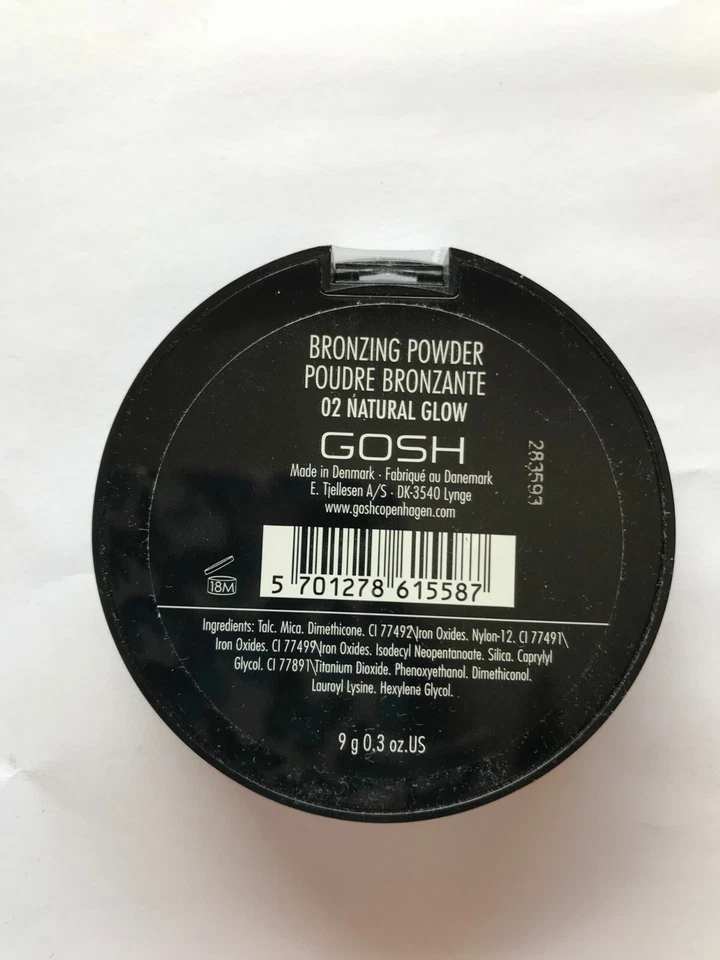 BRONZING POWDER
POUDRE BRONZANTE
02 NATURAL GLOW
GOSH
Made in Denmark · Fabriqué au Danemark
E. Tjellesen A/S · DK-3540 Lynge
www.goshcopenhagen.com
283593
5 701278 615587
18M
Ingredients: Talc. Mica. Dimethicone. CI 77492\Iron Oxides. Nylon-12. CI 77491\
Iron Oxides. CI 77499\Iron Oxides. Isodecyl Neopentanoate. Silica. Caprylyl
Glycol. CI 77891\Titanium Dioxide. Phenoxyethanol. Dimethiconol.
Lauroyl Lysine. Hexylene Glycol.
9 g 0.3 oz.US